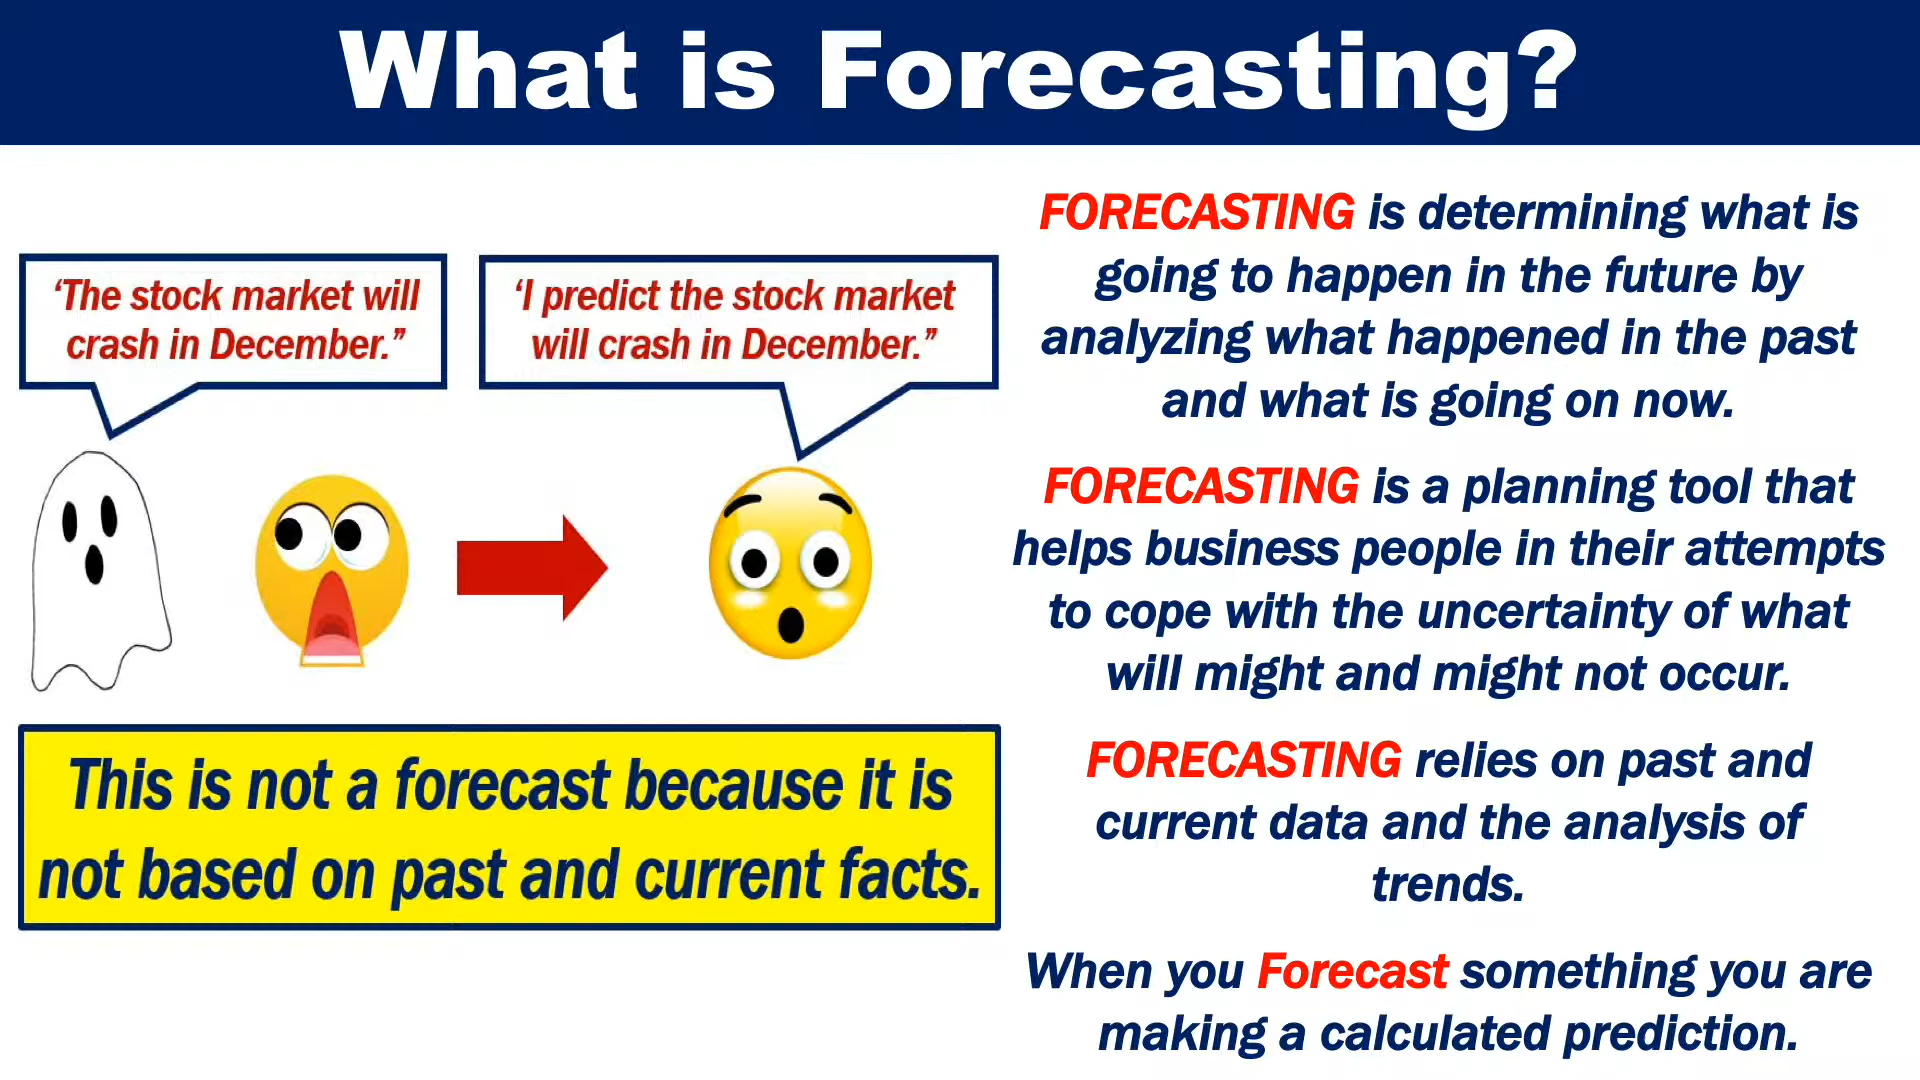 What is Forecasting?
‘The stock market will
crash in December.”
‘I predict the stock market
will crash in December.”
This is not a forecast because it is
not based on past and current facts.
FORECASTING is determining what is
going to happen in the future by
analyzing what happened in the past
and what is going on now.
FORECASTING is a planning tool that
helps business people in their attempts
to cope with the uncertainty of what
will might and might not occur.
FORECASTING relies on past and
current data and the analysis of
trends.
When you Forecast something you are
making a calculated prediction.